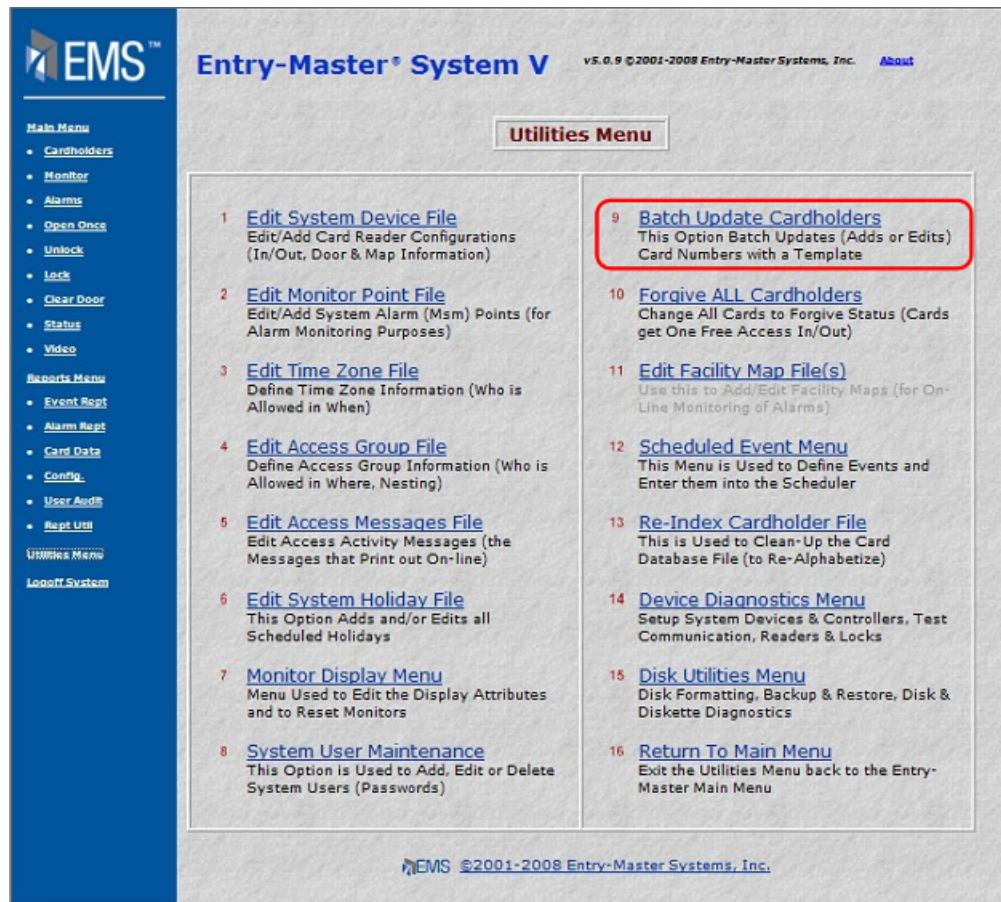 EMS™
Main Menu
• Cardholders
• Monitor
• Alarms
• Open Once
• Unlock
• Lock
• Clear Door
• Status
• Video
Reports Menu
• Event Rept
• Alarm Rept
• Card Data
• Config.
• User Audit
• Rept Util
Utilities Menu
Logoff System
Entry-Master® System V v5.0.9 ©2001-2008 Entry-Master Systems, Inc. About
Utilities Menu
1 Edit System Device File
Edit/Add Card Reader Configurations
(In/Out, Door & Map Information)
2 Edit Monitor Point File
Edit/Add System Alarm (Msm) Points (for
Alarm Monitoring Purposes)
3 Edit Time Zone File
Define Time Zone Information (Who is
Allowed in When)
4 Edit Access Group File
Define Access Group Information (Who is
Allowed in Where, Nesting)
5 Edit Access Messages File
Edit Access Activity Messages (the
Messages that Print out On-line)
6 Edit System Holiday File
This Option Adds and/or Edits all
Scheduled Holidays
7 Monitor Display Menu
Menu Used to Edit the Display Attributes
and to Reset Monitors
8 System User Maintenance
This Option is Used to Add, Edit or Delete
System Users (Passwords)
9 Batch Update Cardholders
This Option Batch Updates (Adds or Edits)
Card Numbers with a Template
10 Forgive ALL Cardholders
Change All Cards to Forgive Status (Cards
get One Free Access In/Out)
11 Edit Facility Map File(s)
Use this to Add/Edit Facility Maps (for On-
Line Monitoring of Alarms)
12 Scheduled Event Menu
This Menu is Used to Define Events and
Enter them into the Scheduler
13 Re-Index Cardholder File
This is Used to Clean-Up the Card
Database File (to Re-Alphabetize)
14 Device Diagnostics Menu
Setup System Devices & Controllers, Test
Communication, Readers & Locks
15 Disk Utilities Menu
Disk Formatting, Backup & Restore, Disk &
Diskette Diagnostics
16 Return To Main Menu
Exit the Utilities Menu back to the Entry-
Master Main Menu
EMS ©2001-2008 Entry-Master Systems, Inc.